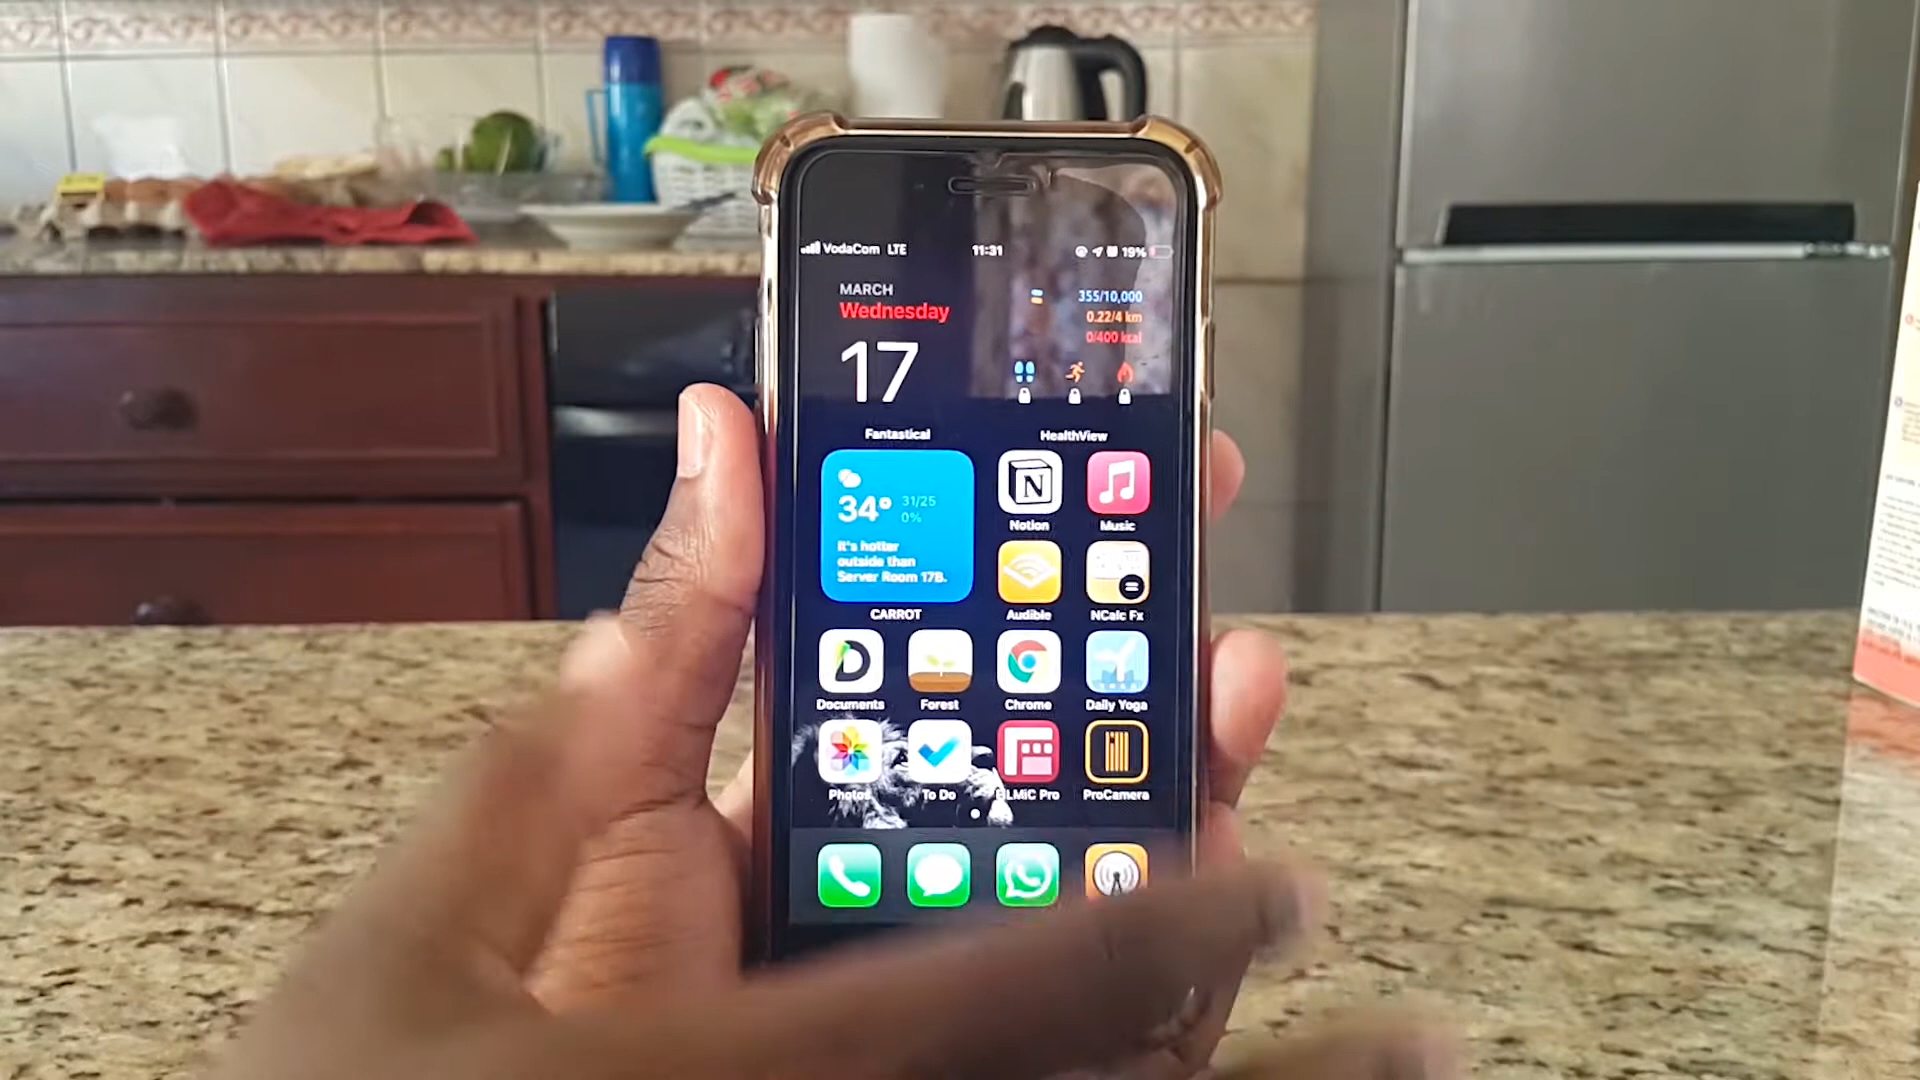 VodaCom LTE 11:31 19%
MARCH
Wednesday
17
355/10,000
0.22/4 km
0/400 kcal
Fantastical HealthView
34° 31/25
0%
It's hotter
outside than
Server Room 17B.
CARROT
Notion Music
Audible NCalc Fx
Documents Forest Chrome Daily Yoga
Photos To Do FiLMiC Pro ProCamera